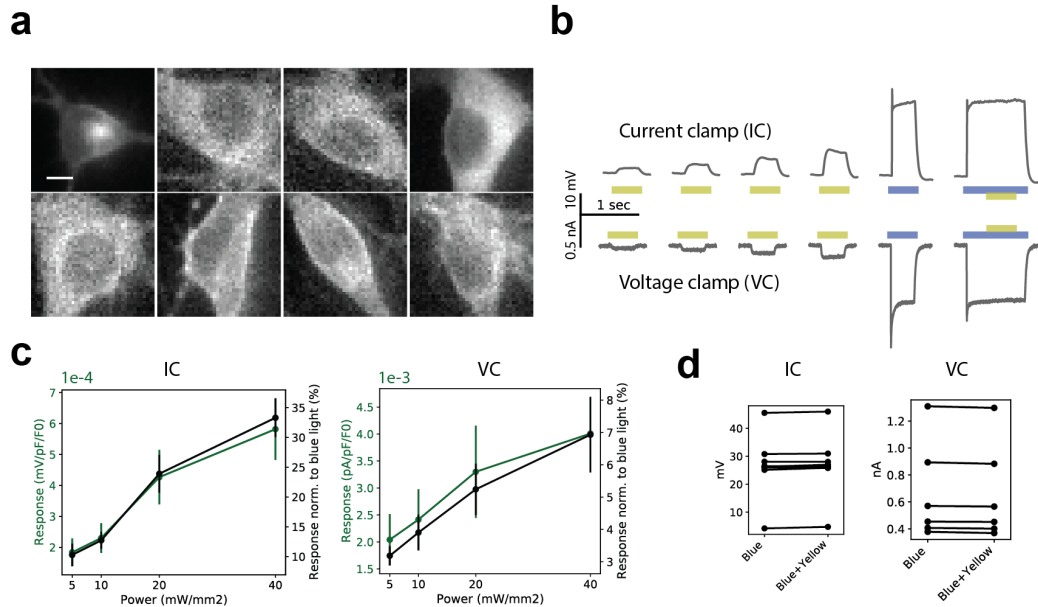 a
b
Current clamp (IC)
10 mV
1 sec
0.5 nA
Voltage clamp (VC)
c
IC
1e-4
Response (mV/pF/F0)
7
6
5
4
3
2
Response norm. to blue light (%)
35
30
25
20
15
10
5
10
20
40
Power (mW/mm2)
VC
1e-3
Response (pA/pF/F0)
4.5
4.0
3.5
3.0
2.5
2.0
1.5
Response norm. to blue light (%)
8
7
6
5
4
3
5
10
20
40
Power (mW/mm2)
d
IC
mV
40
30
20
10
Blue
Blue+Yellow
VC
nA
1.2
1.0
0.8
0.6
0.4
Blue
Blue+Yellow